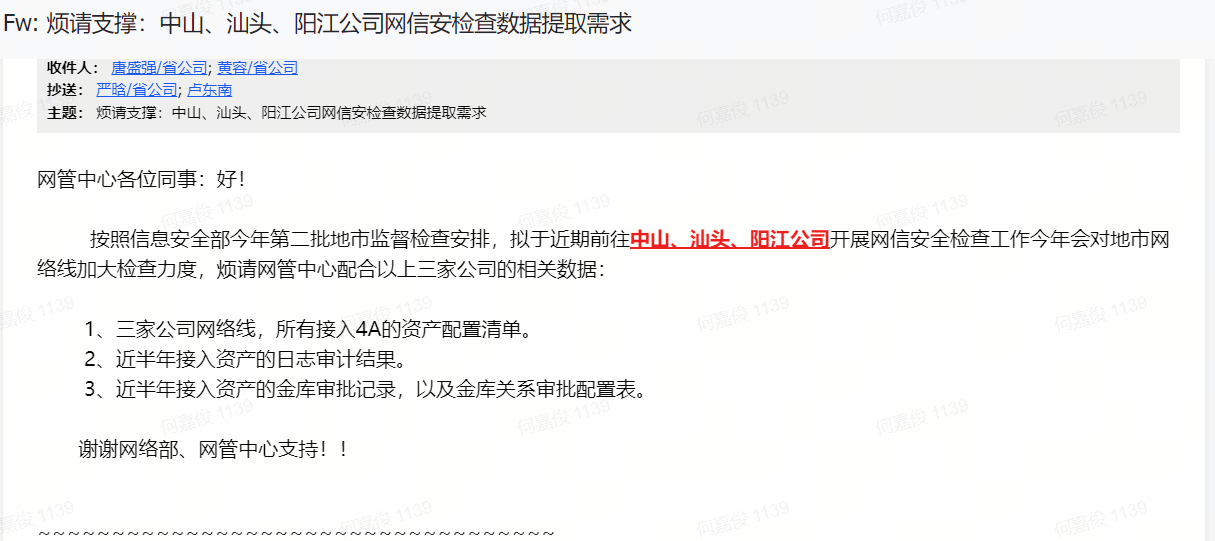 Fw: 烦请支撑：中山、汕头、阳江公司网信安检查数据提取需求
收件人： 唐盛强/省公司; 黄容/省公司
抄送： 严晗/省公司; 卢东南
主题： 烦请支撑：中山、汕头、阳江公司网信安检查数据提取需求
网管中心各位同事：好！
按照信息安全部今年第二批地市监督检查安排，拟于近期前往中山、汕头、阳江公司开展网信安全检查工作今年会对地市网
络线加大检查力度，烦请网管中心配合以上三家公司的相关数据：
1、三家公司网络线，所有接入4A的资产配置清单。
2、近半年接入资产的日志审计结果。
3、近半年接入资产的金库审批记录，以及金库关系审批配置表。
谢谢网络部、网管中心支持！！
~~~~~~~~~~~~~~~~~~~~~~~~~~~~~~~~~~~
何嘉俊 1139